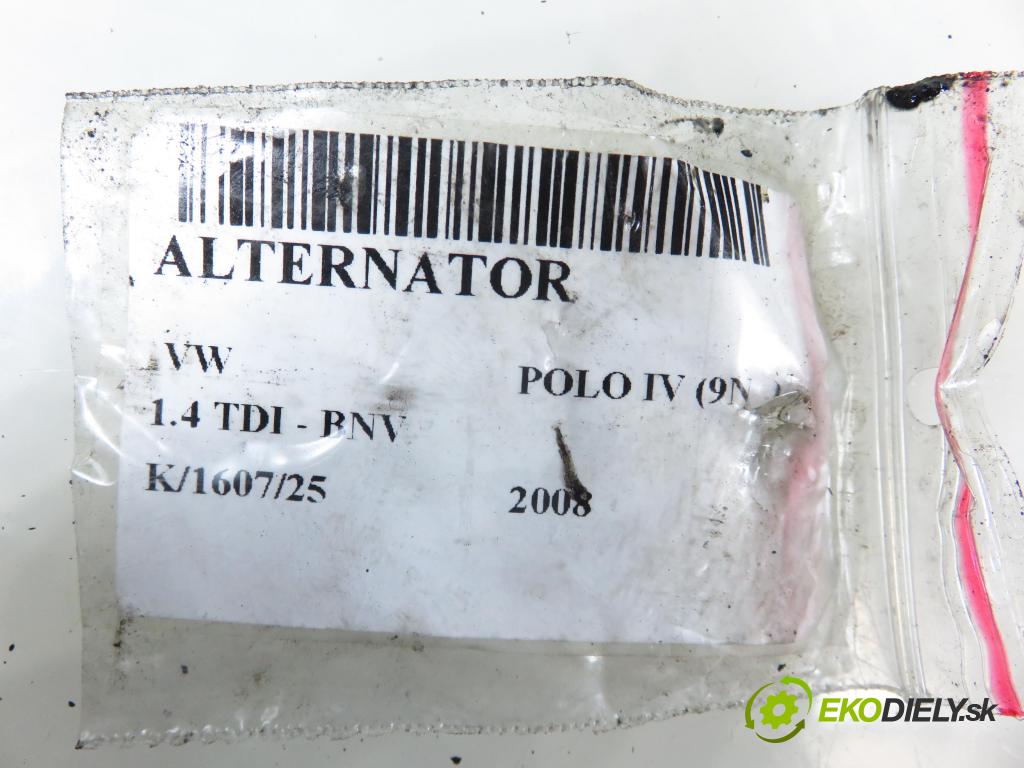 ALTERNATOR
VW POLO IV (9N
1.4 TDI - BNV
K/1607/25 2008
EKODIELY.sk